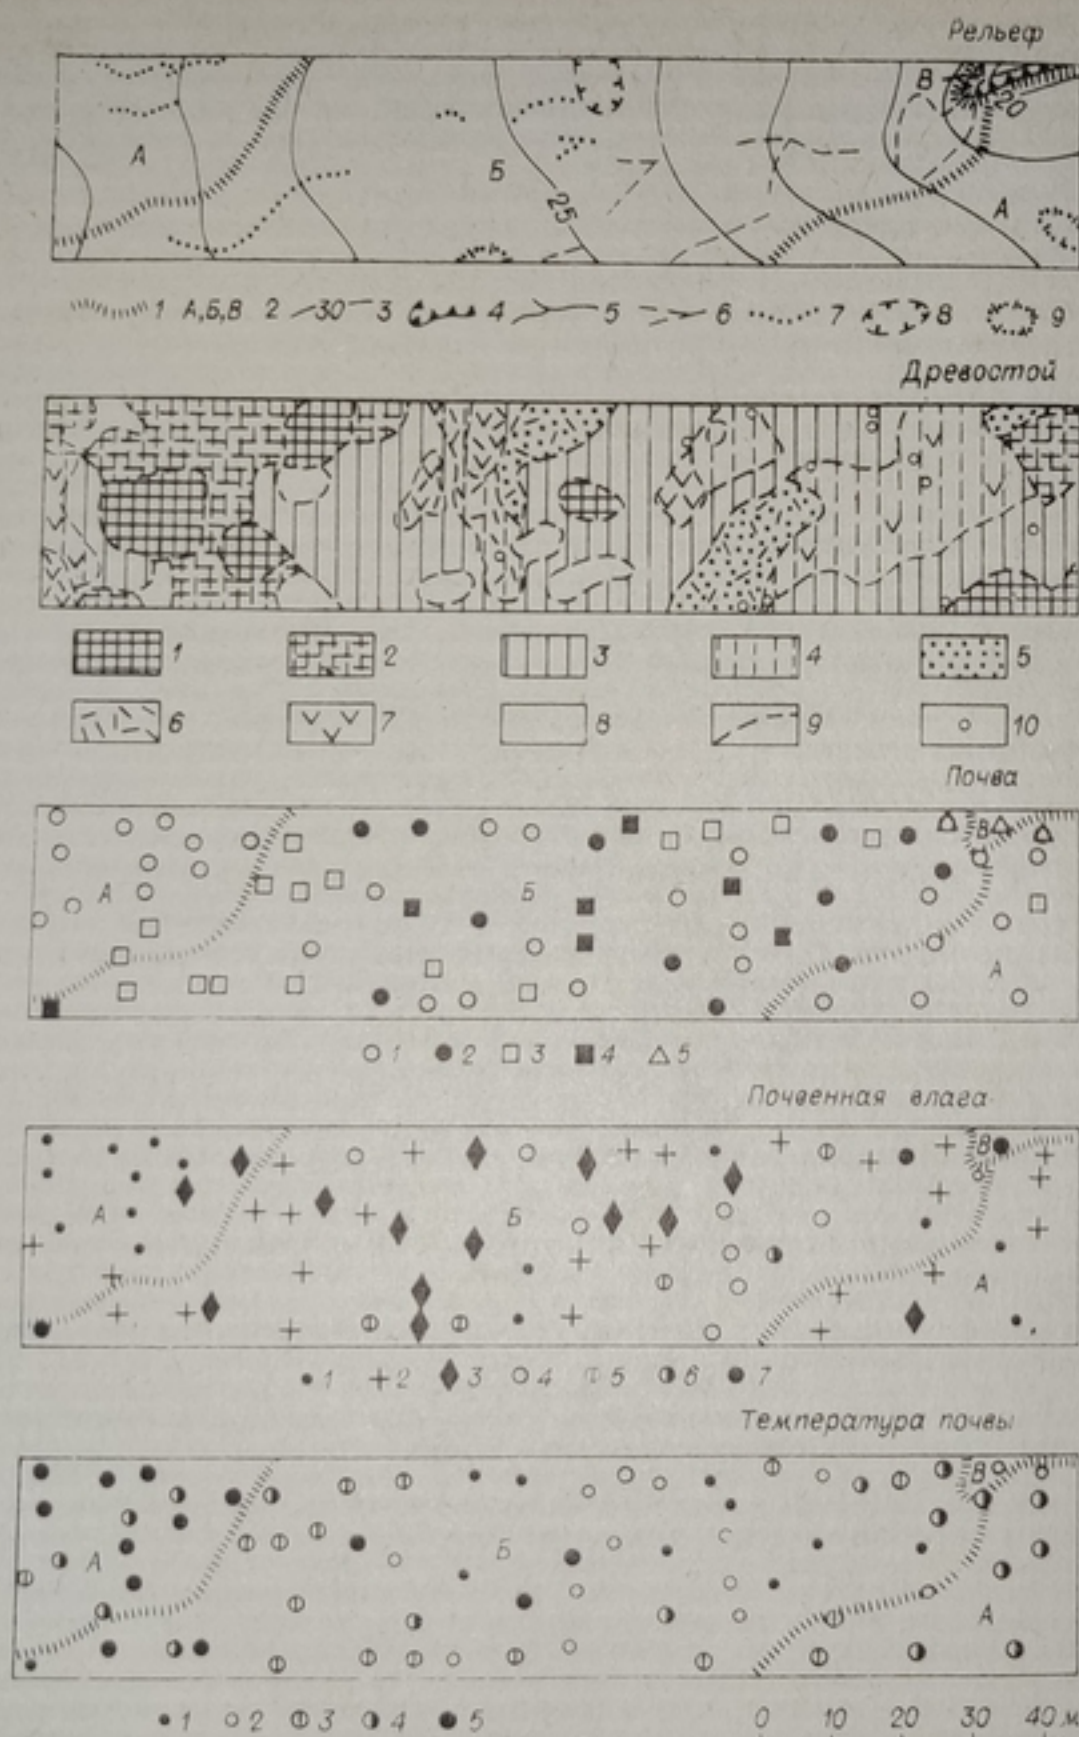 Рельеф
В
20
А
Б
25
А
1 А,Б,В 2 30 3 4 5 6 7 8 9
Древостой
р
1 2 3 4 5
6 7 8 9 10
Почва
В
А Б
А
1 2 3 4 5
Почвенная влага
В
А Б
А
1 2 3 4 5 6 7
Температура почвы
В
А Б
А
1 2 3 4 5 0 10 20 30 40 м